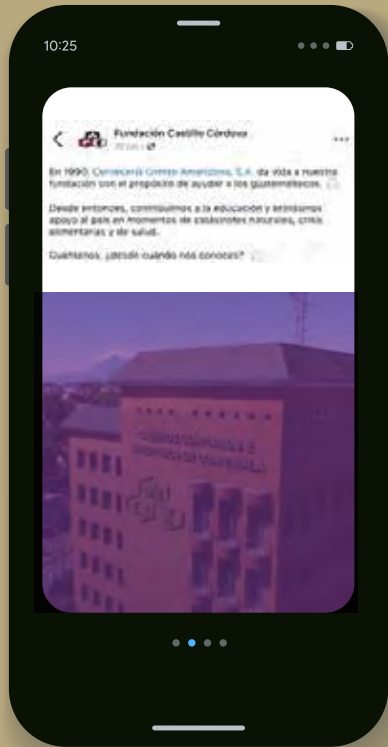 10:25
Fundación Castillo Córdova
En 1990, Cervecería Centro Americana, S.A. da vida a nuestra
fundación con el propósito de ayudar a los guatemaltecos.
Desde entonces, contribuimos a la educación y brindamos
apoyo al país en momentos de desastres naturales, crisis
alimentarias y de salud.
Cuéntanos, ¿desde cuándo nos conoces?